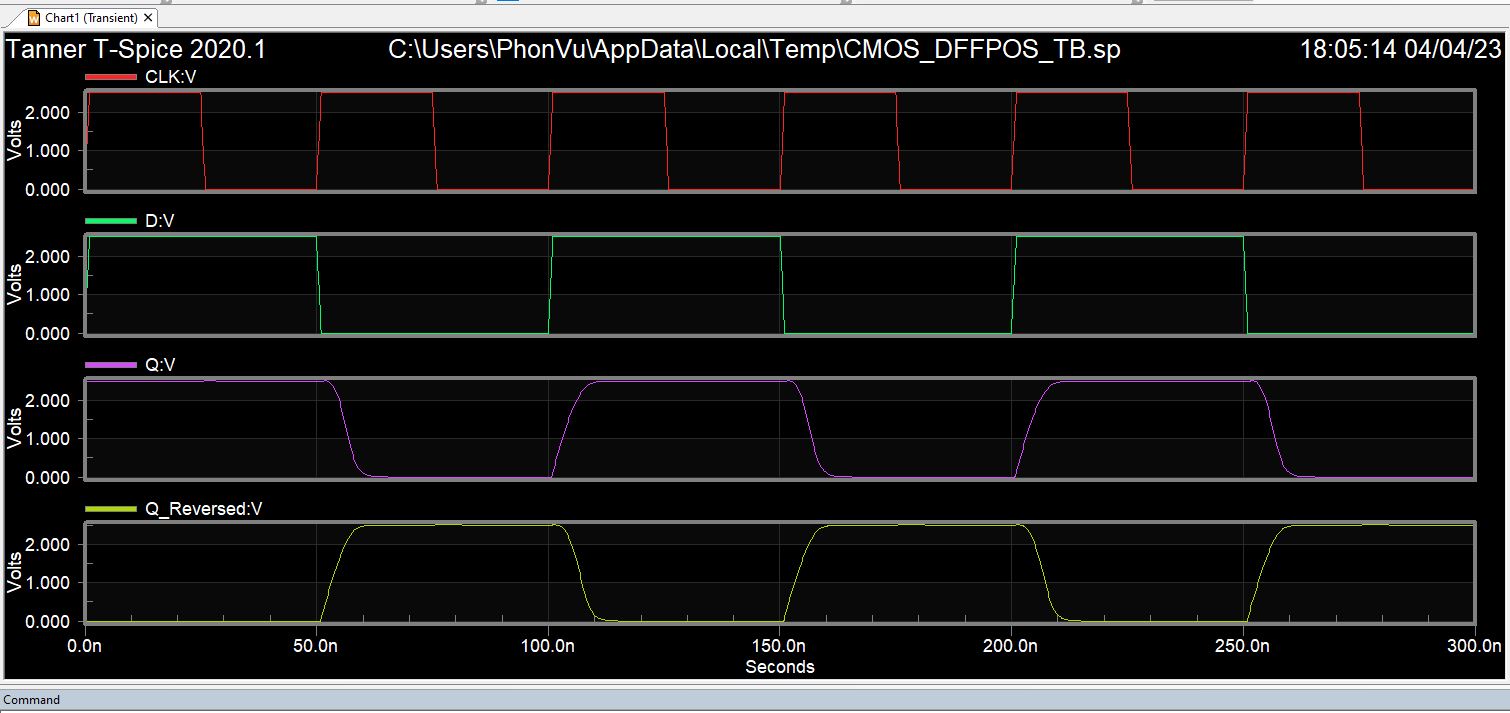 Chart1 (Transient)
Tanner T-Spice 2020.1 C:\Users\PhonVu\AppData\Local\Temp\CMOS_DFFPOS_TB.sp 18:05:14 04/04/23
CLK:V
Volts
2.000
1.000
0.000
D:V
Volts
2.000
1.000
0.000
Q:V
Volts
2.000
1.000
0.000
Q_Reversed:V
Volts
2.000
1.000
0.000
0.0n 50.0n 100.0n 150.0n 200.0n 250.0n 300.0n
Seconds
Command